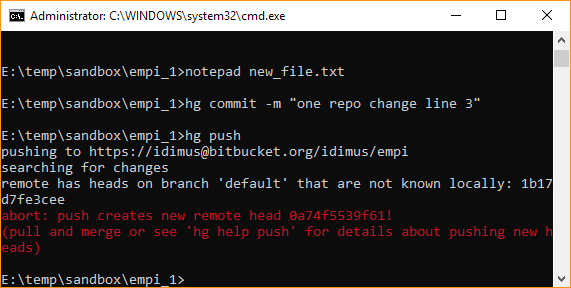 Administrator: C:\WINDOWS\system32\cmd.exe
E:\temp\sandbox\empi_1>notepad new_file.txt
E:\temp\sandbox\empi_1>hg commit -m "one repo change line 3"
E:\temp\sandbox\empi_1>hg push
pushing to https://idimus@bitbucket.org/idimus/empi
searching for changes
remote has heads on branch 'default' that are not known locally: 1b17
d7fe3cee
abort: push creates new remote head 0a74f5539f61!
(pull and merge or see 'hg help push' for details about pushing new h
eads)
E:\temp\sandbox\empi_1>